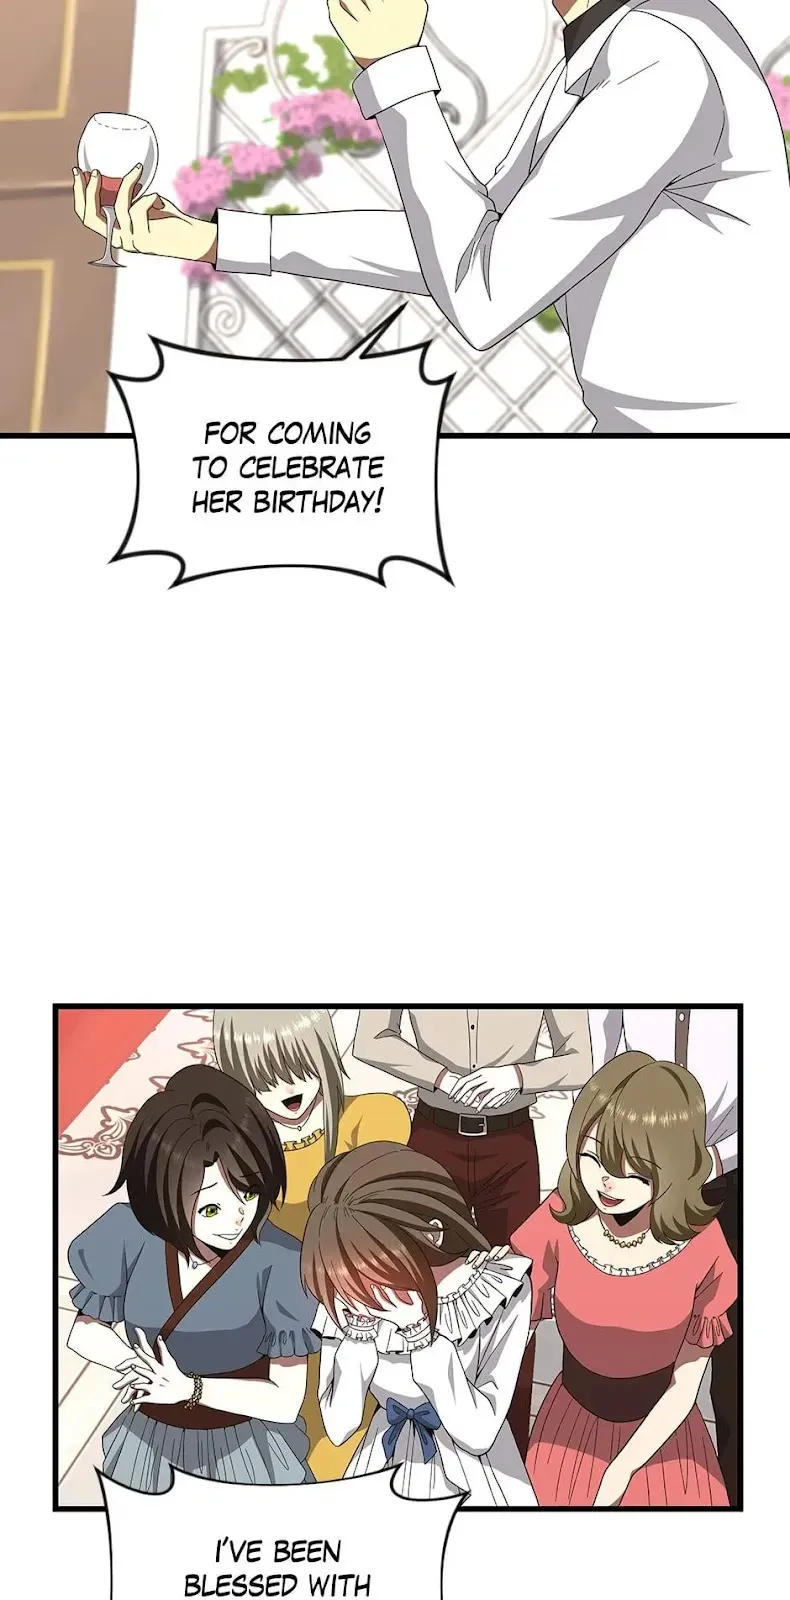 FOR COMING
TO CELEBRATE
HER BIRTHDAY!
I'VE BEEN
BLESSED WITH